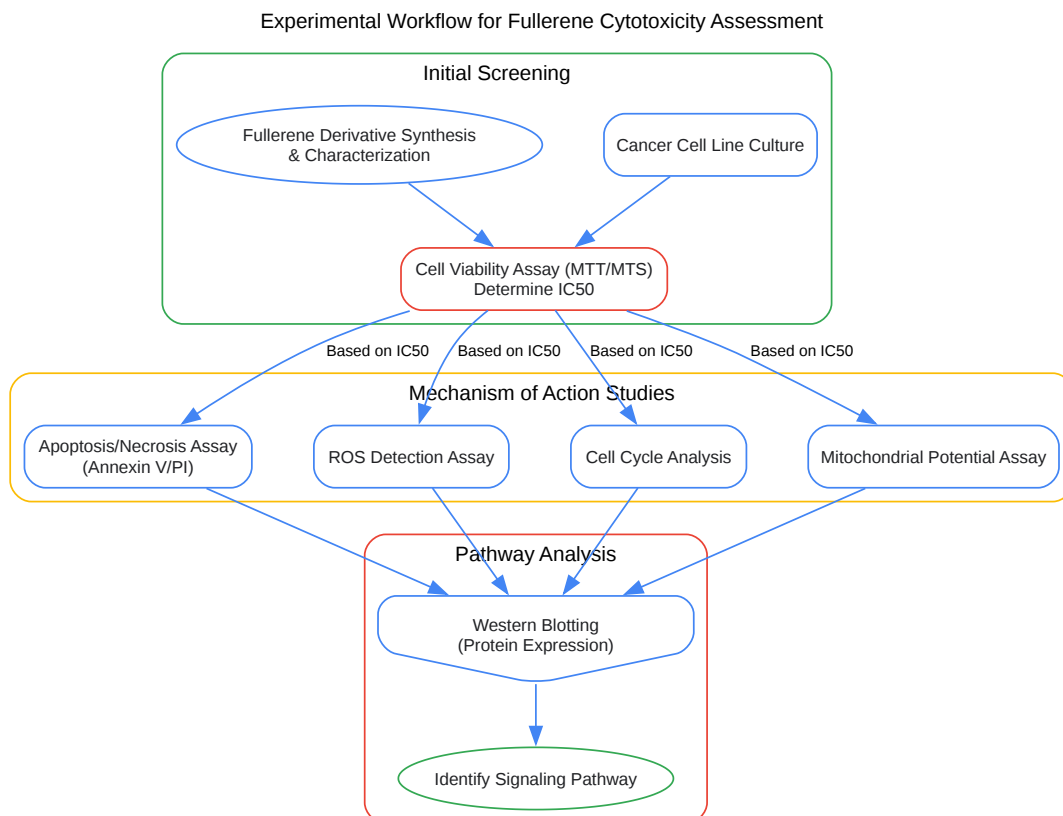 Experimental Workflow for Fullerene Cytotoxicity Assessment
Initial Screening
Fullerene Derivative Synthesis
& Characterization
Cancer Cell Line Culture
Cell Viability Assay (MTT/MTS)
Determine IC50
Based on IC50
Based on IC50
Based on IC50
Based on IC50
Mechanism of Action Studies
Apoptosis/Necrosis Assay
(Annexin V/PI)
ROS Detection Assay
Cell Cycle Analysis
Mitochondrial Potential Assay
Pathway Analysis
Western Blotting
(Protein Expression)
Identify Signaling Pathway